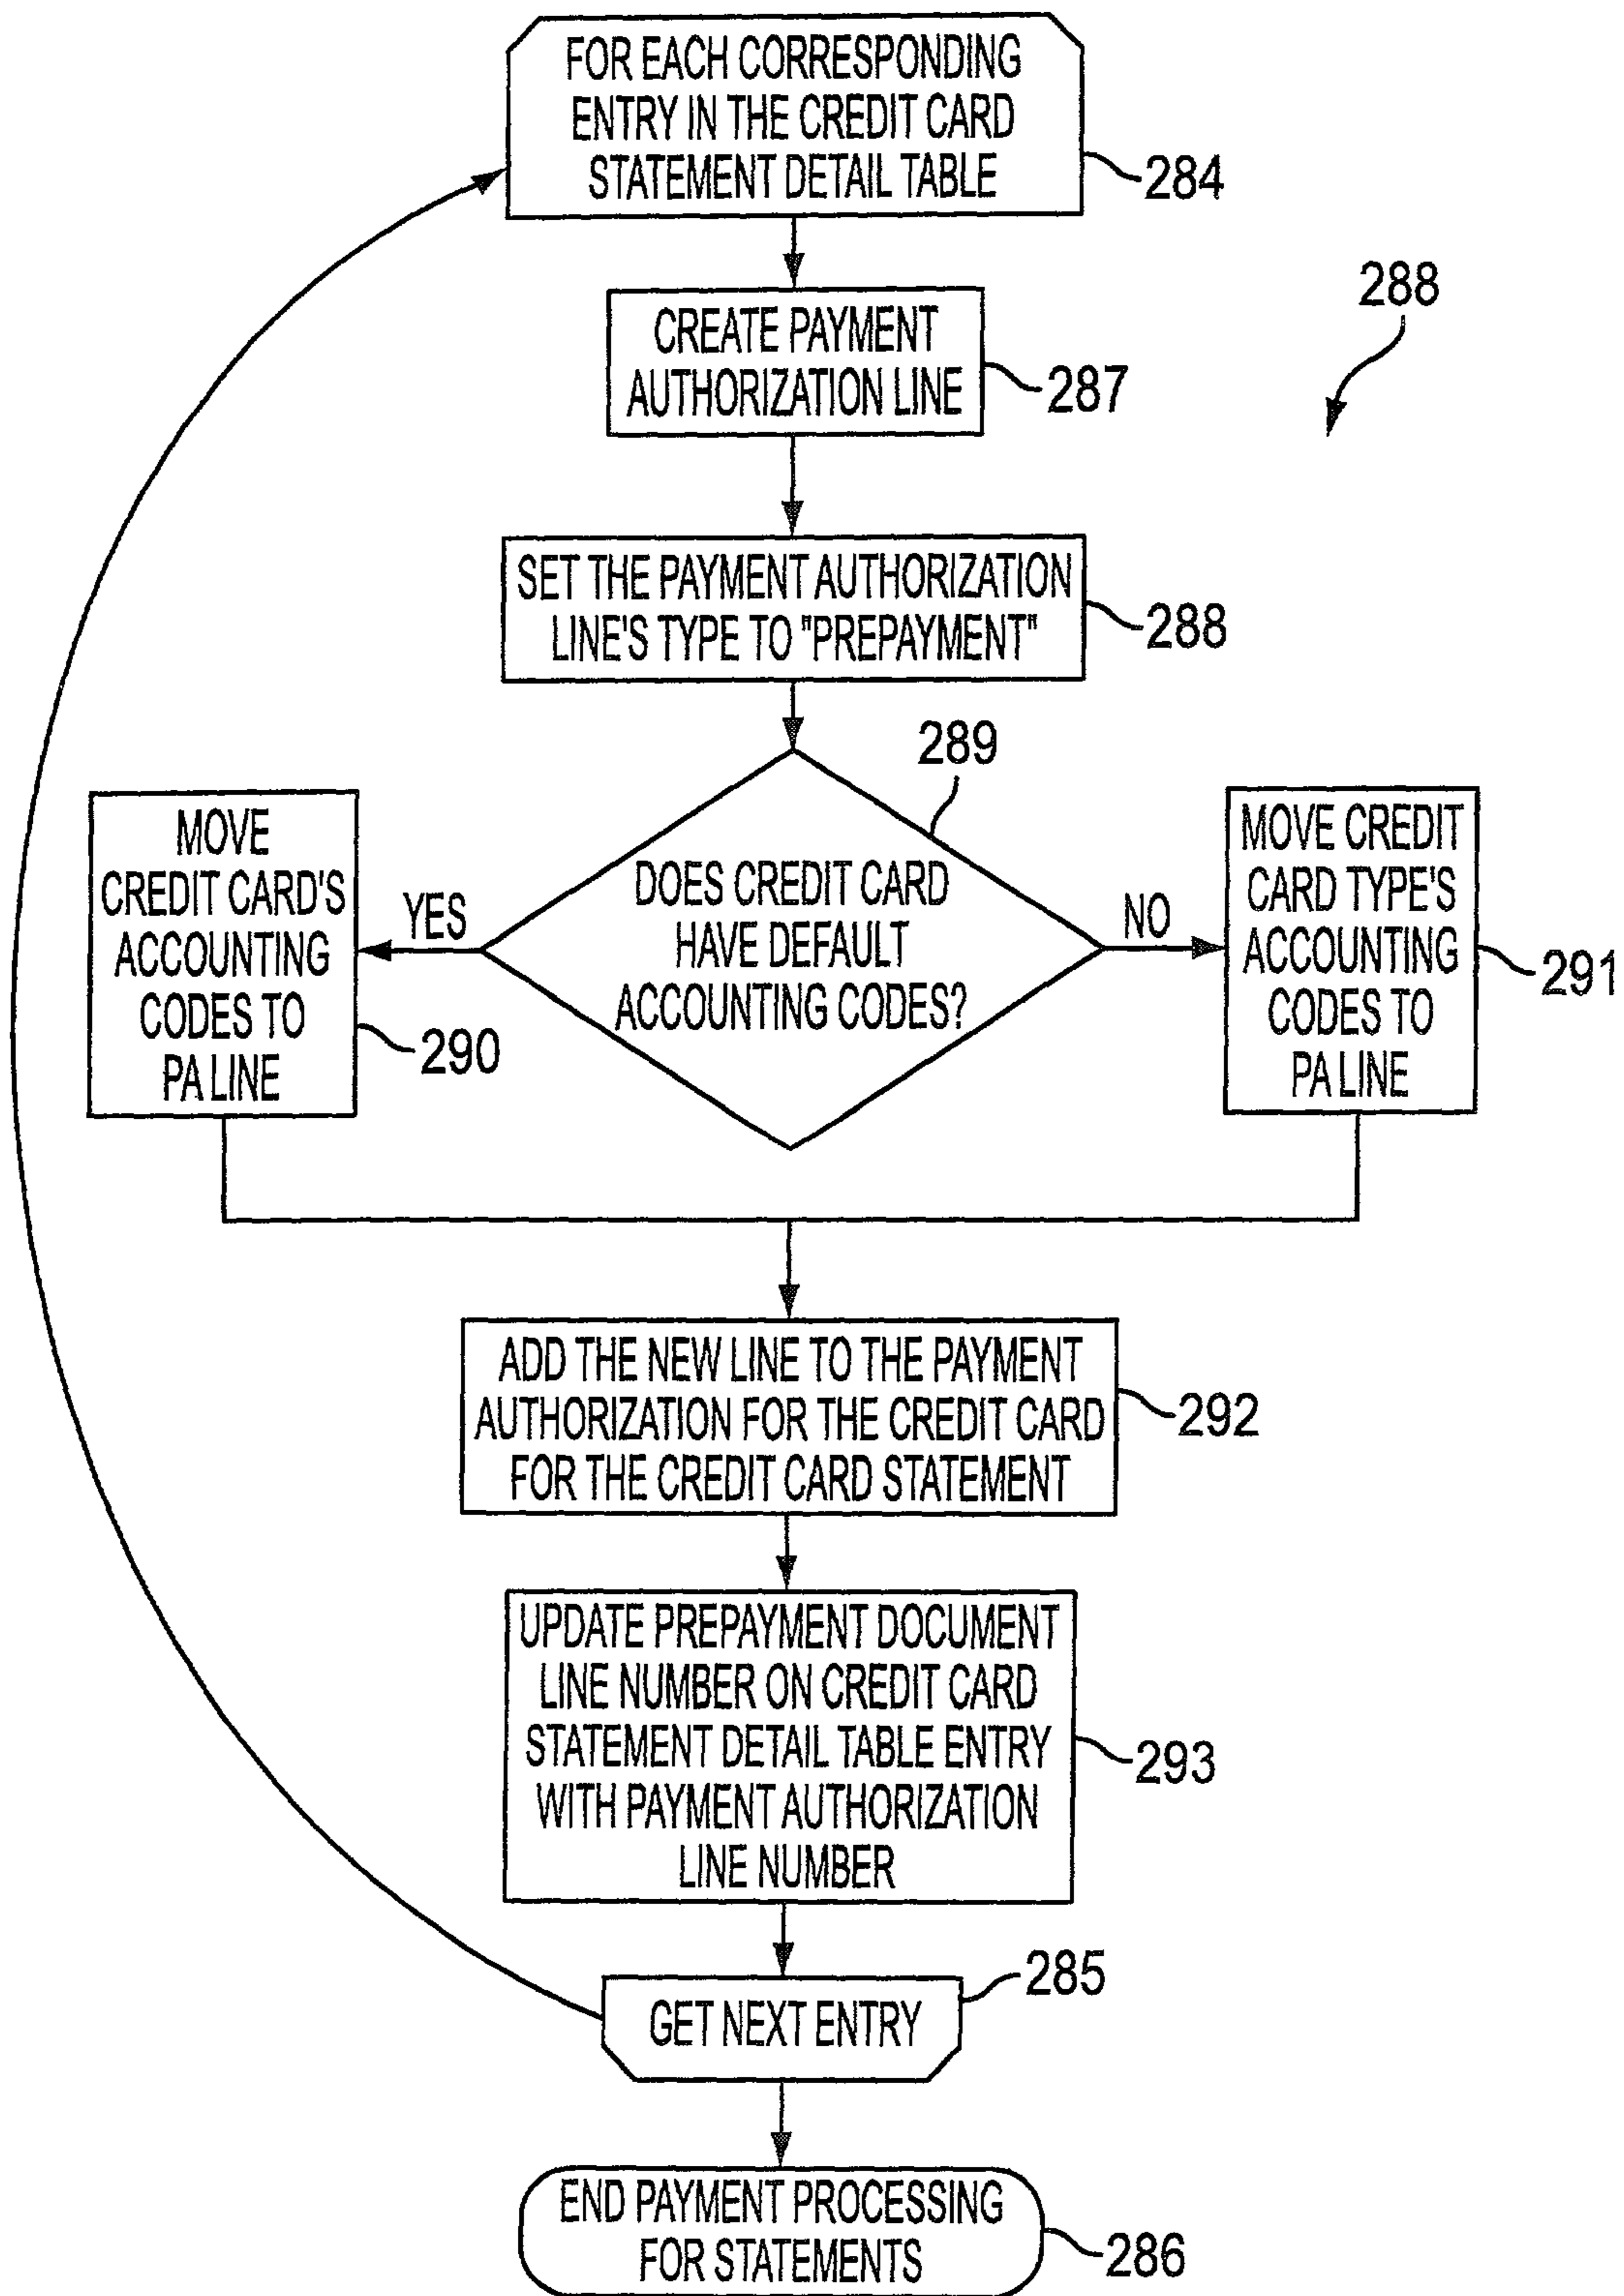 FOR EACH CORRESPONDING
ENTRY IN THE CREDIT CARD
STATEMENT DETAIL TABLE
284
288
CREATE PAYMENT
AUTHORIZATION LINE
287
SET THE PAYMENT AUTHORIZATION
LINE'S TYPE TO "PREPAYMENT"
288
289
MOVE
CREDIT CARD'S
ACCOUNTING
CODES TO
PA LINE
290
YES
DOES CREDIT CARD
HAVE DEFAULT
ACCOUNTING CODES?
NO
MOVE CREDIT
CARD TYPE'S
ACCOUNTING
CODES TO
PA LINE
291
ADD THE NEW LINE TO THE PAYMENT
AUTHORIZATION FOR THE CREDIT CARD
FOR THE CREDIT CARD STATEMENT
292
UPDATE PREPAYMENT DOCUMENT
LINE NUMBER ON CREDIT CARD
STATEMENT DETAIL TABLE ENTRY
WITH PAYMENT AUTHORIZATION
LINE NUMBER
293
285
GET NEXT ENTRY
END PAYMENT PROCESSING
FOR STATEMENTS
286